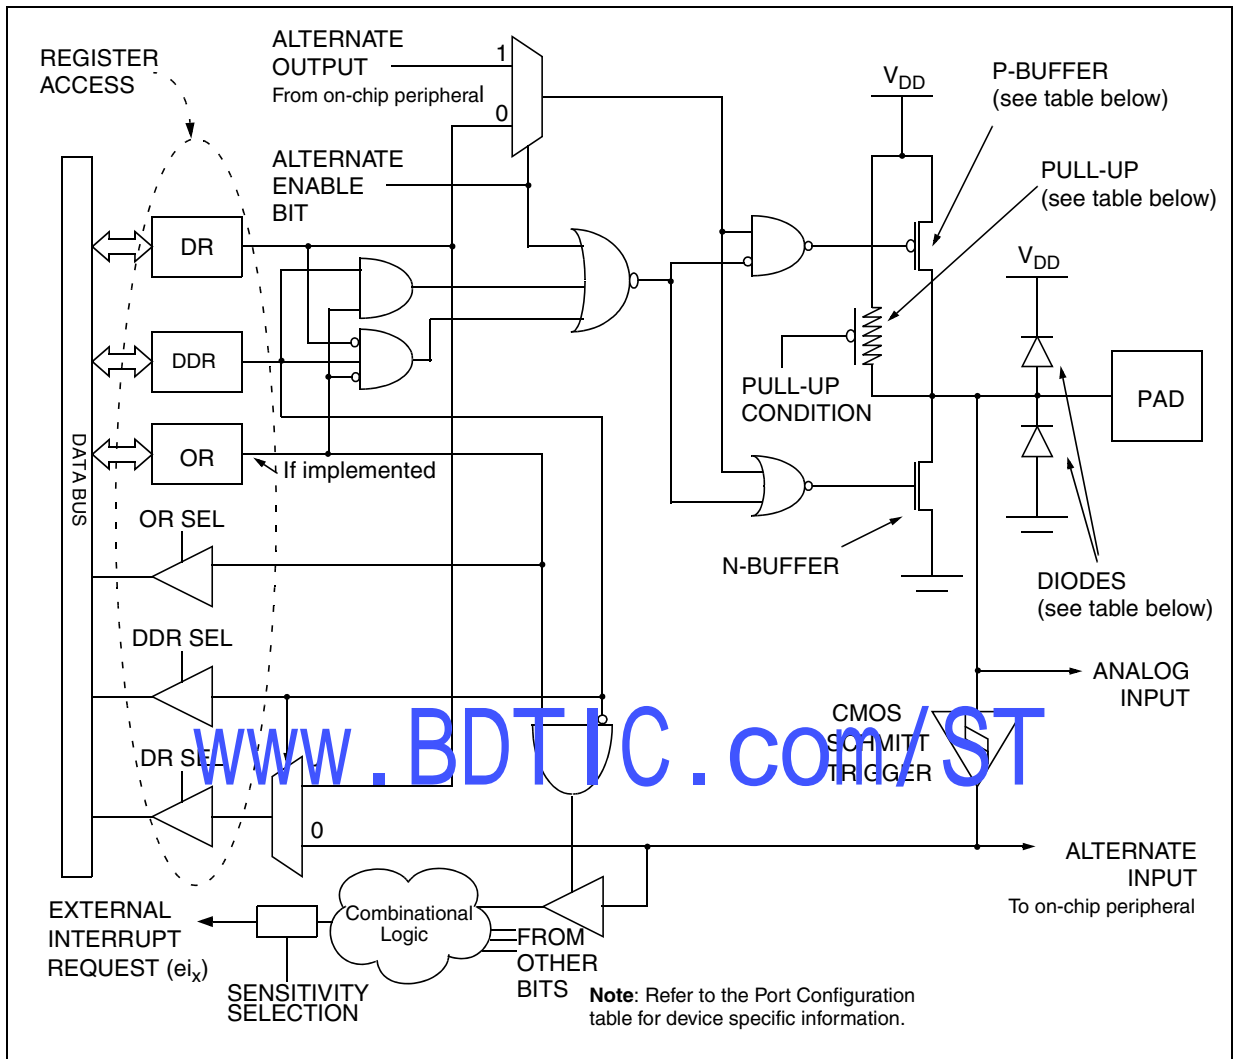 REGISTER
ACCESS
ALTERNATE
OUTPUT
From on-chip peripheral
1
0
VDD
P-BUFFER
(see table below)
ALTERNATE
ENABLE
BIT
PULL-UP
(see table below)
DR
VDD
DDR
PULL-UP
CONDITION
PAD
DATA BUS
OR
If implemented
OR SEL
N-BUFFER
DIODES
(see table below)
DDR SEL
ANALOG
INPUT
CMOS
SCHMITT
TRIGGER
www.BDTIC.com/ST
DR SEL
0
ALTERNATE
INPUT
To on-chip peripheral
EXTERNAL
INTERRUPT
REQUEST (eix)
Combinational
Logic
FROM
OTHER
BITS
SENSITIVITY
SELECTION
Note: Refer to the Port Configuration
table for device specific information.